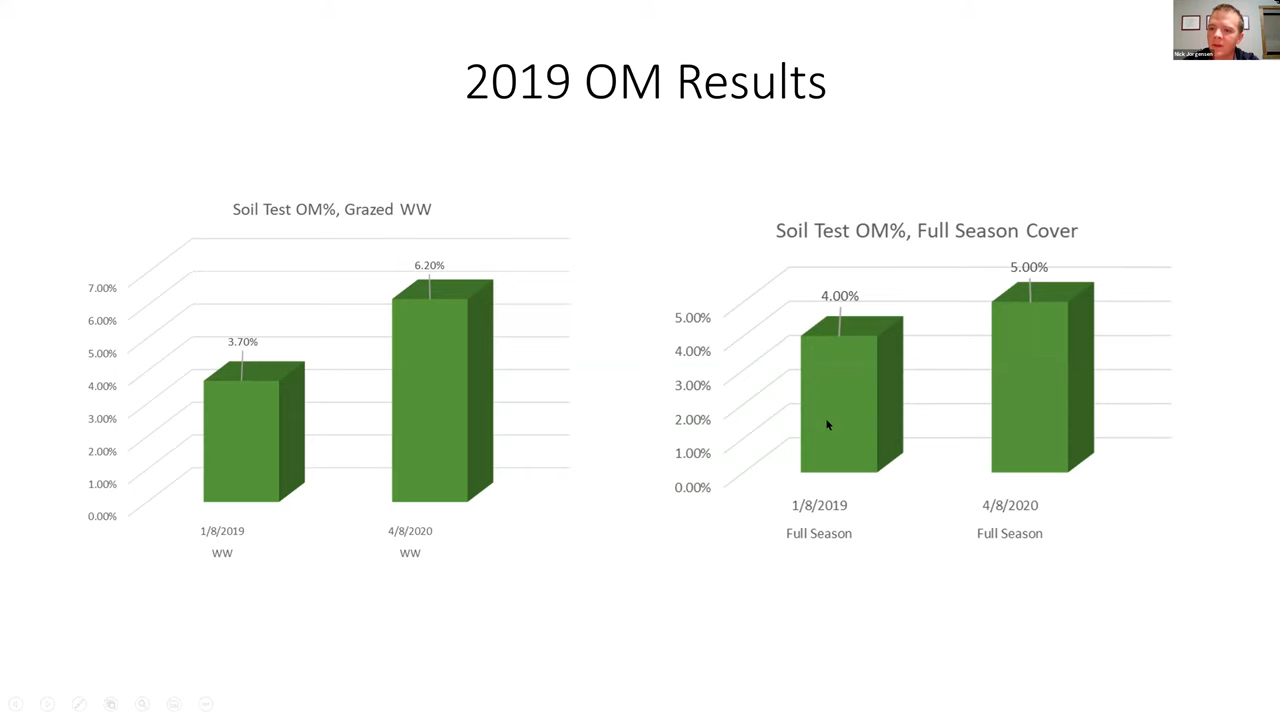 Nick Jorgensen
2019 OM Results
Soil Test OM%, Grazed WW
7.00%
6.00%
5.00%
4.00%
3.00%
2.00%
1.00%
0.00%
3.70%
6.20%
1/8/2019
4/8/2020
WW
WW
Soil Test OM%, Full Season Cover
5.00%
4.00%
3.00%
2.00%
1.00%
0.00%
4.00%
5.00%
1/8/2019
4/8/2020
Full Season
Full Season